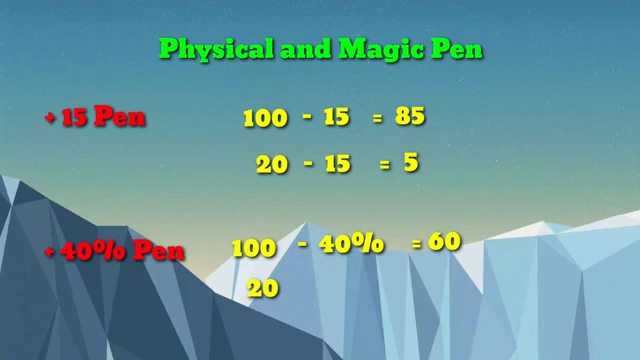 Physical and Magic Pen
+ 15 Pen 100 - 15 = 85
20 - 15 = 5
+ 40% Pen 100 - 40% = 60
20